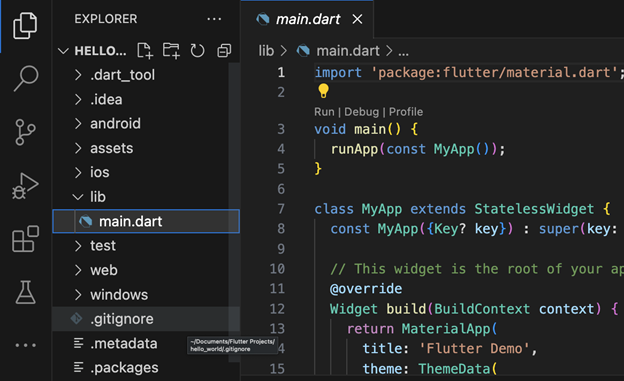 EXPLORER
...
HELLO...
.dart_tool
.idea
android
assets
ios
lib
main.dart
test
web
windows
.gitignore
~/Documents/Flutter Projects/
hello_world/.gitignore
.metadata
.packages
main.dart
lib > main.dart > ...
1 import 'package:flutter/material.dart';
2
Run | Debug | Profile
3 void main() {
4 runApp(const MyApp());
5 }
6
7 class MyApp extends StatelessWidget {
8 const MyApp({Key? key}) : super(key:
9
10 // This widget is the root of your ap
11 @override
12 Widget build(BuildContext context) {
13 return MaterialApp(
14 title: 'Flutter Demo',
15 theme: ThemeData(